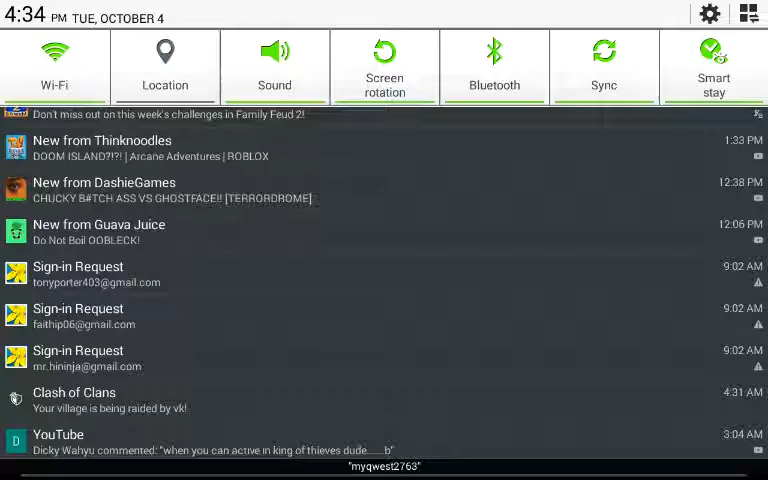 4:34 PM TUE, OCTOBER 4
Wi-Fi
Location
Sound
Screen
rotation
Bluetooth
Sync
Smart
stay
Don't miss out on this week's challenges in Family Feud 2!
New from Thinknoodles 1:33 PM
DOOM ISLAND?!?! | Arcane Adventures | ROBLOX
New from DashieGames 12:38 PM
CHUCKY B#TCH ASS VS GHOSTFACE!! [TERRORDROME]
New from Guava Juice 12:06 PM
Do Not Boil OOBLECK!
Sign-in Request 9:02 AM
tonyporter403@gmail.com
Sign-in Request 9:02 AM
faithip06@gmail.com
Sign-in Request 9:02 AM
mr.hininja@gmail.com
Clash of Clans 4:31 AM
Your village is being raided by vk!
D
YouTube 3:04 AM
Dicky Wahyu commented: "when you can active in king of thieves dude......b"
"myqwest2763"